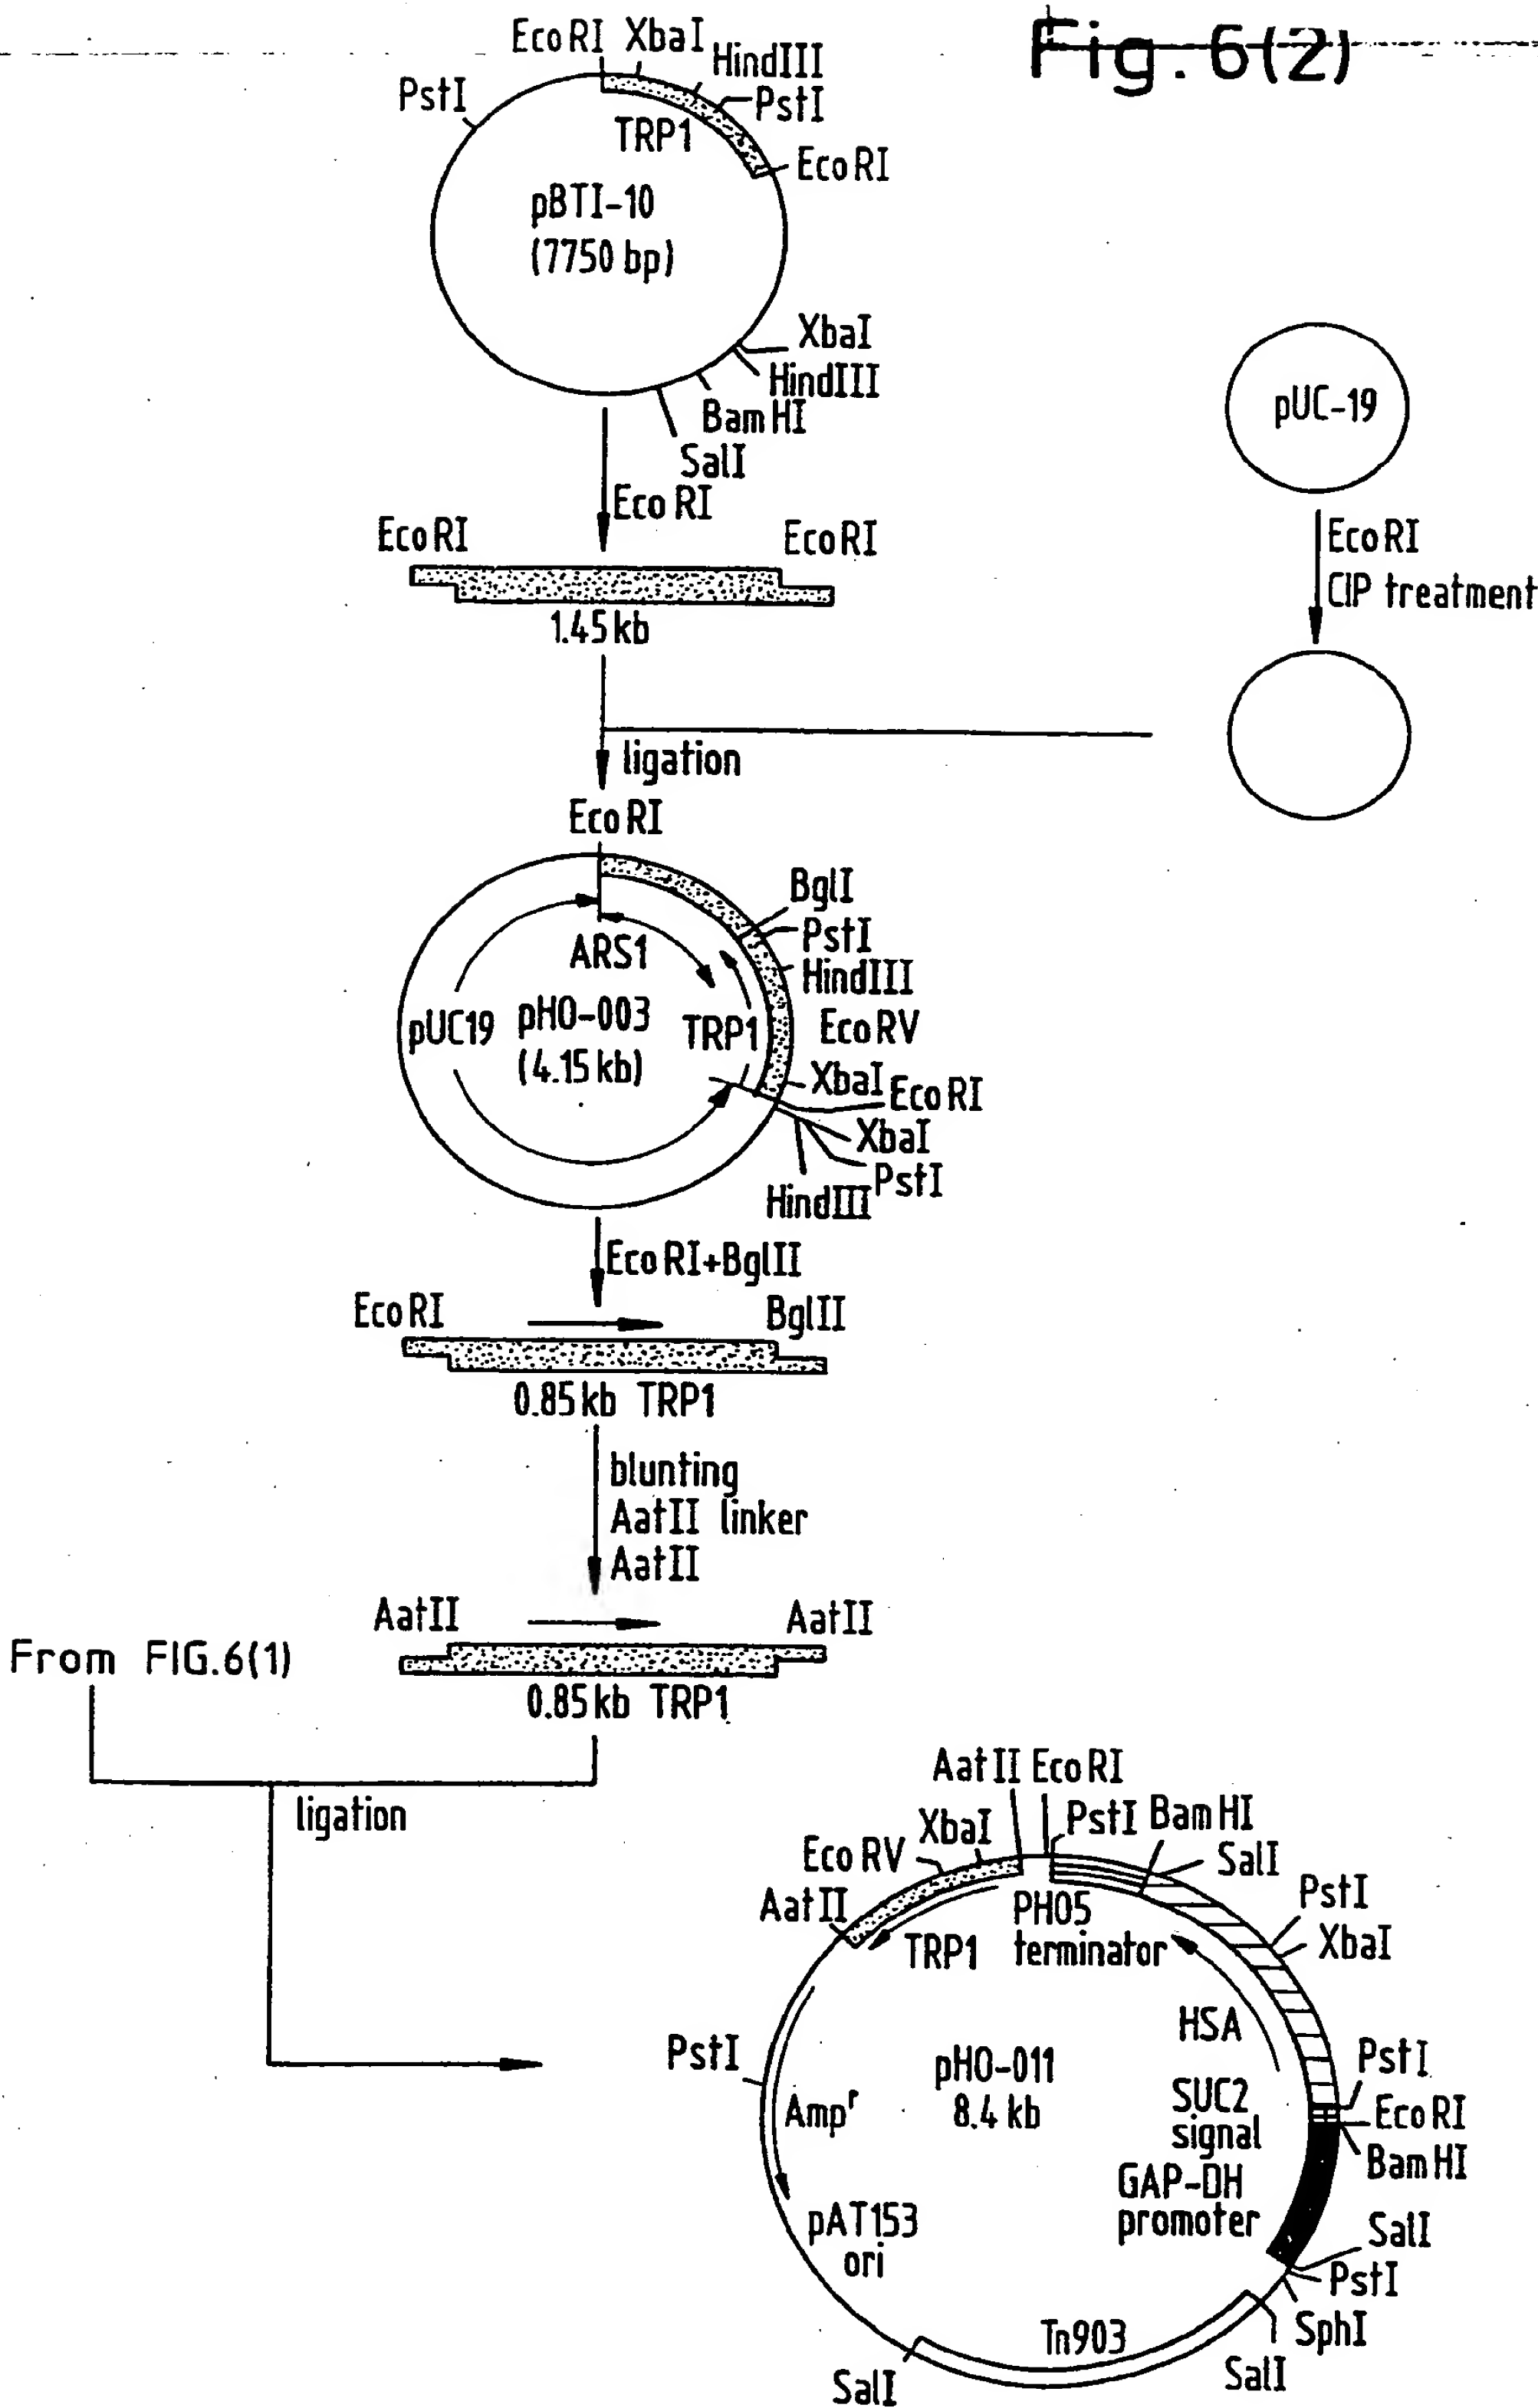 Fig. 6(2)
EcoRI XbaI
HindIII
PstI
PstI
TRP1
EcoRI
pBTI-10
(7750 bp)
XbaI
HindIII
BamHI
SalI
EcoRI
EcoRI
EcoRI
1.45 kb
pUC-19
EcoRI
CIP treatment
ligation
EcoRI
BglI
PstI
HindIII
ARS1
pUC19
pHO-003
(4.15 kb)
TRP1
EcoRV
XbaI
EcoRI
XbaI
PstI
HindIII
EcoRI+BglII
EcoRI
BglII
0.85 kb TRP1
blunting
AatII linker
AatII
AatII
AatII
From FIG.6(1)
0.85 kb TRP1
ligation
AatII EcoRI
PstI BamHI
XbaI
SalI
EcoRV
PstI
AatII
XbaI
PHO5
terminator
TRP1
HSA
PstI
pHO-011
8.4 kb
PstI
SUC2
signal
EcoRI
Ampr
BamHI
GAP-DH
promoter
pAT153
ori
SalI
PstI
SphI
Tn903
SalI
SalI